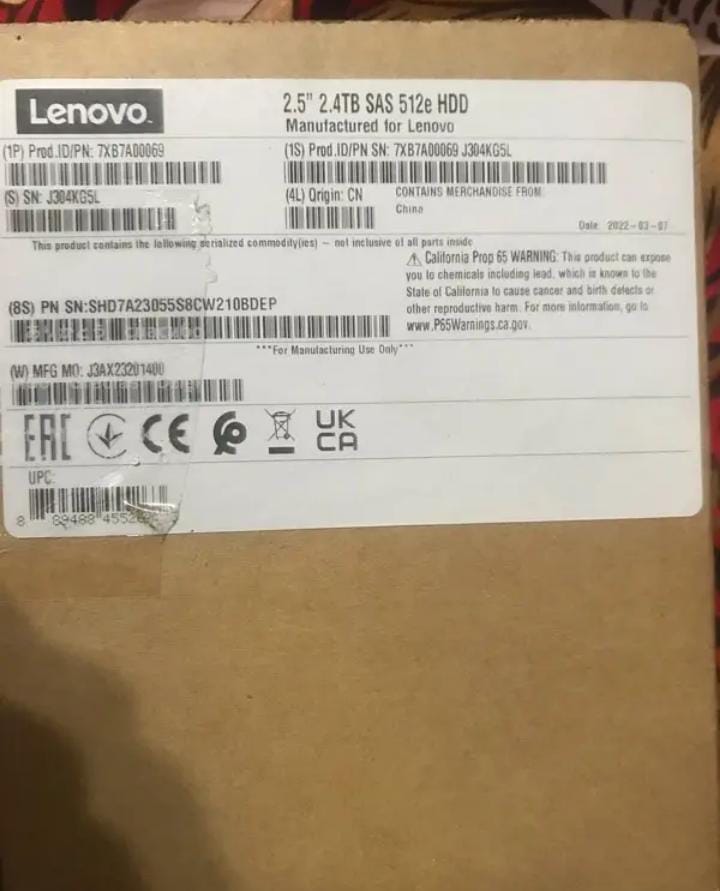 Lenovo.
2.5" 2.4TB SAS 512e HDD
Manufactured for Lenovo
(1P) Prod.ID/PN: 7XB7A00069
(1S) Prod.ID/PN SN: 7XB7A00069 J304KG5L
(S) SN: J304KG5L
(4L) Origin: CN
CONTAINS MERCHANDISE FROM:
China
Date: 2022-03-07
This product contains the following serialized commodity(ies) – not inclusive of all parts inside
⚠ California Prop 65 WARNING: This product can expose
you to chemicals including lead, which is known to the
State of California to cause cancer and birth defects or
other reproductive harm. For more information, go to
www.P65Warnings.ca.gov.
(8S) PN SN:SHD7A23055S8CW210BDEP
***For Manufacturing Use Only***
(W) MFG MO: J3AX23201400
EAC
CE
UK
CA
UPC:
8 89488